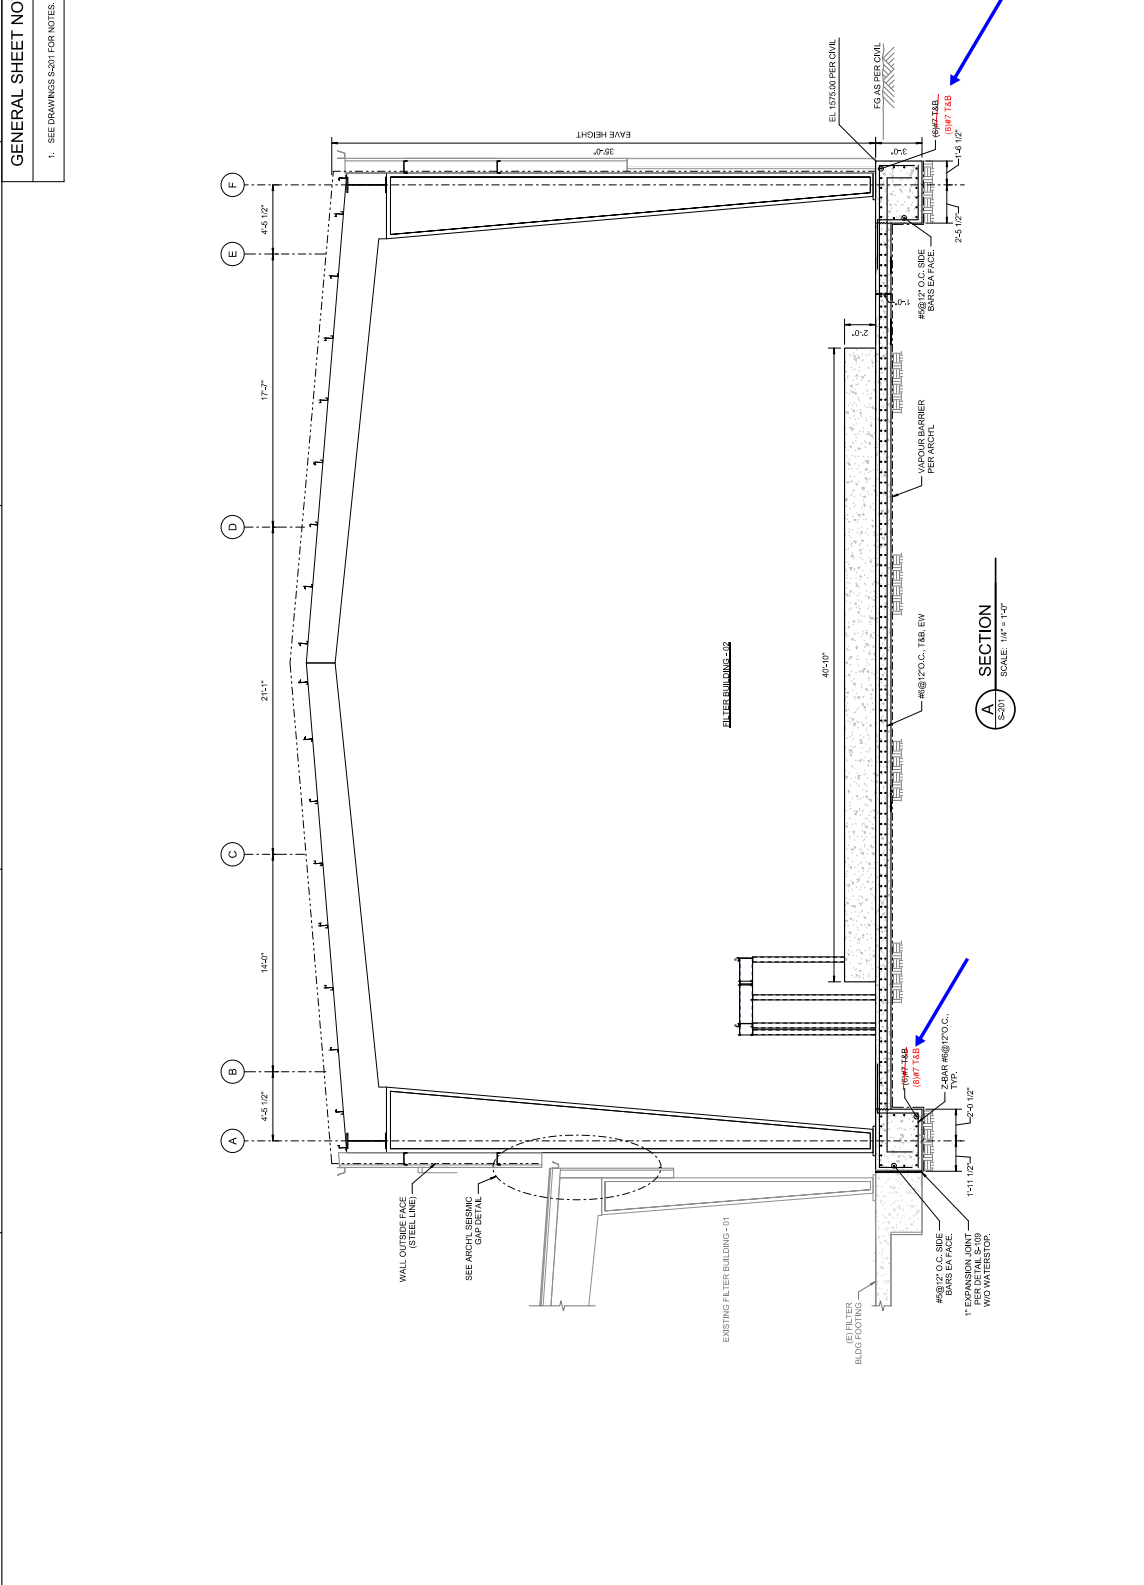 GENERAL SHEET NO
1. SEE DRAWINGS S-201 FOR NOTES.
A
B
C
D
E
F
4'-5 1/2"
14'-0"
21'-1"
17'-7"
4'-5 1/2"
35'-0"
EAVE HEIGHT
3'-0"
EL 1575.00 PER CIVIL
FG AS PER CIVIL
(6)#7 T&B
(8)#7 T&B
1'-6 1/2"
2'-5 1/2"
#5@12" O.C. SIDE
BARS EA FACE.
1'-0"
2'-0"
40'-10"
FILTER BUILDING - 02
VAPOUR BARRIER
PER ARCH'L
#6@12"O.C., T&B, EW
WALL OUTSIDE FACE
(STEEL LINE)
SEE ARCH'L SEISMIC
GAP DETAIL
EXISTING FILTER BUILDING - 01
(E) FILTER
BLDG FOOTING
(6)#7 T&B
(8)#7 T&B
Z-BAR #6@12"O.C.,
TYP.
2'-0 1/2"
1'-11 1/2"
#5@12" O.C. SIDE
BARS EA FACE.
1" EXPANSION JOINT
PER DETAIL S-109
W/O WATERSTOP.
A
S-201
SECTION
SCALE: 1/4" = 1'-0"